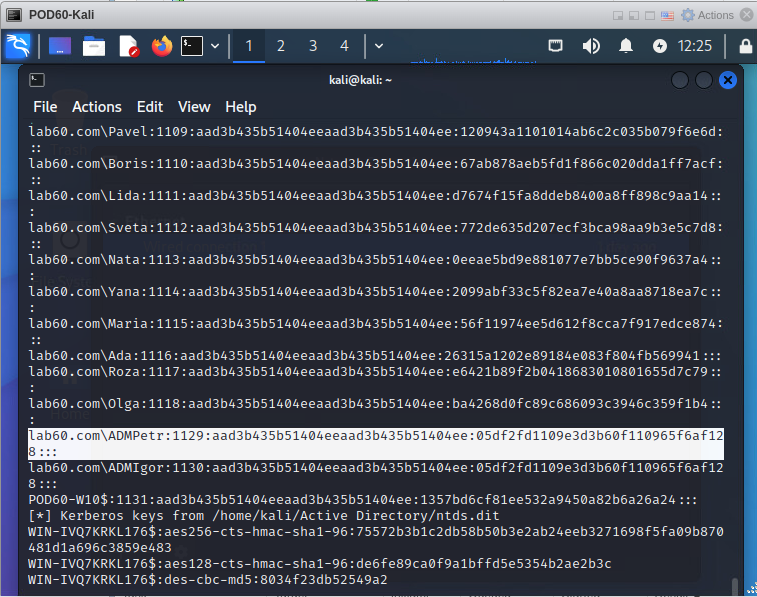 POD60-Kali
Actions
1 2 3 4
12:25
kali@kali: ~
File Actions Edit View Help
lab60.com\Pavel:1109:aad3b435b51404eeaad3b435b51404ee:120943a1101014ab6c2c035b079f6e6d:
::
lab60.com\Boris:1110:aad3b435b51404eeaad3b435b51404ee:67ab878aeb5fd1f866c020dda1ff7acf:
::
lab60.com\Lida:1111:aad3b435b51404eeaad3b435b51404ee:d7674f15fa8ddeb8400a8ff898c9aa14::
:
lab60.com\Sveta:1112:aad3b435b51404eeaad3b435b51404ee:772de635d207ecf3bca98aa9b3e5c7d8:
::
lab60.com\Nata:1113:aad3b435b51404eeaad3b435b51404ee:0eeae5bd9e881077e7bb5ce90f9637a4::
:
lab60.com\Yana:1114:aad3b435b51404eeaad3b435b51404ee:2099abf33c5f82ea7e40a8aa8718ea7c::
:
lab60.com\Maria:1115:aad3b435b51404eeaad3b435b51404ee:56f11974ee5d612f8cca7f917edce874:
::
lab60.com\Ada:1116:aad3b435b51404eeaad3b435b51404ee:26315a1202e89184e083f804fb569941:::
lab60.com\Roza:1117:aad3b435b51404eeaad3b435b51404ee:e6421b89f2b0418683010801655d7c79::
:
lab60.com\Olga:1118:aad3b435b51404eeaad3b435b51404ee:ba4268d0fc89c686093c3946c359f1b4::
:
lab60.com\ADMPetr:1129:aad3b435b51404eeaad3b435b51404ee:05df2fd1109e3d3b60f110965f6af12
8:::
lab60.com\ADMIgor:1130:aad3b435b51404eeaad3b435b51404ee:05df2fd1109e3d3b60f110965f6af12
8:::
POD60-W10$:1131:aad3b435b51404eeaad3b435b51404ee:1357bd6cf81ee532a9450a82b6a26a24:::
[*] Kerberos keys from /home/kali/Active Directory/ntds.dit
WIN-IVQ7KRKL176$:aes256-cts-hmac-sha1-96:75572b3b1c2db58b50b3e2ab24eeb3271698f5fa09b870
481d1a696c3859e483
WIN-IVQ7KRKL176$:aes128-cts-hmac-sha1-96:de6fe89ca0f9a1bffd5e5354b2ae2b3c
WIN-IVQ7KRKL176$:des-cbc-md5:8034f23db52549a2